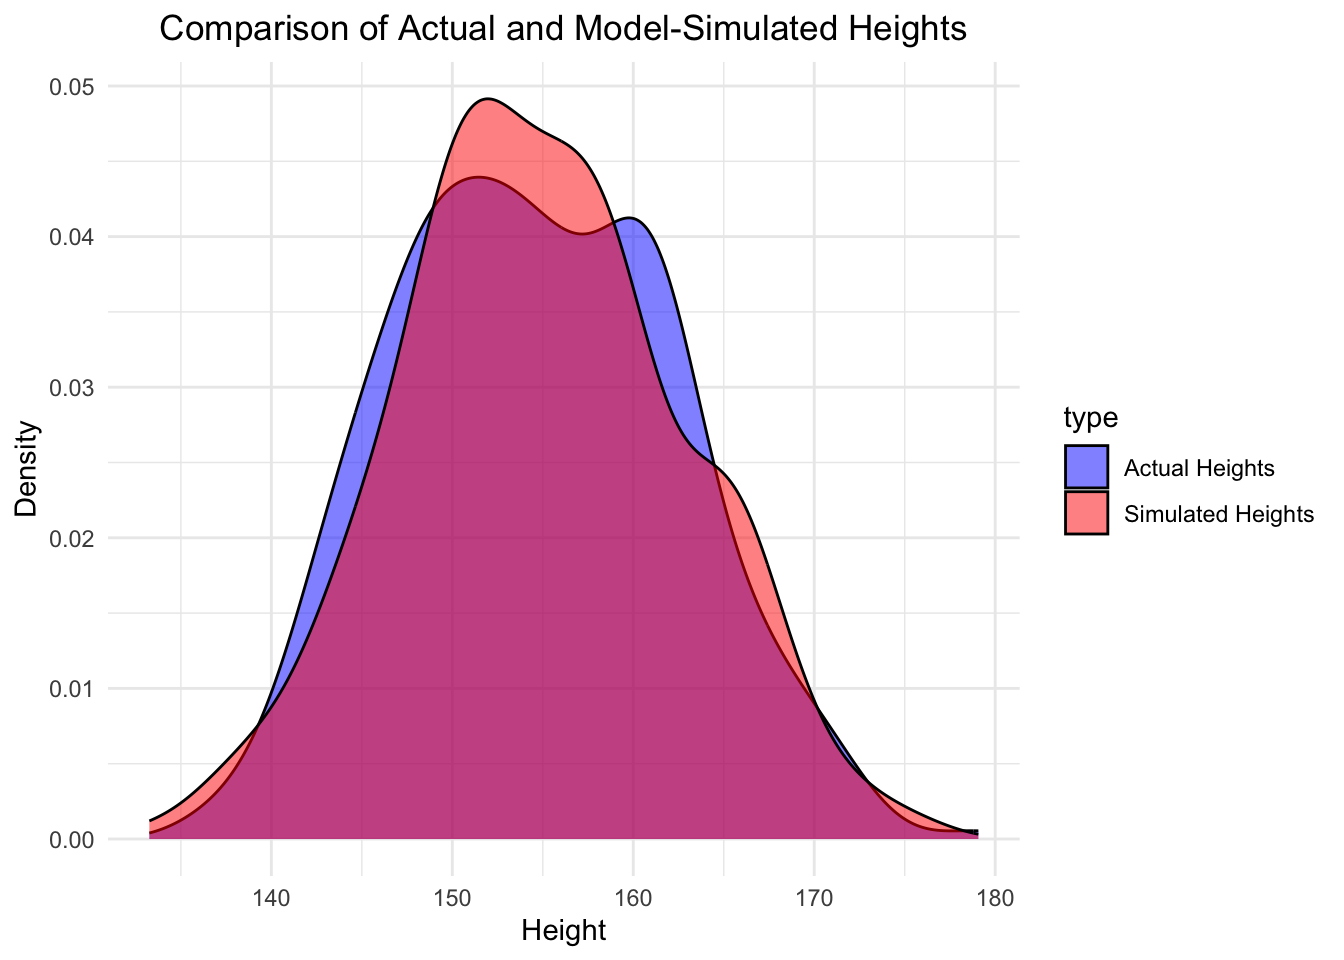 Comparison of Actual and Model-Simulated Heights
0.05
0.04
0.03
0.02
0.01
0.00
Density
140 150 160 170 180
Height
type
Actual Heights
Simulated Heights